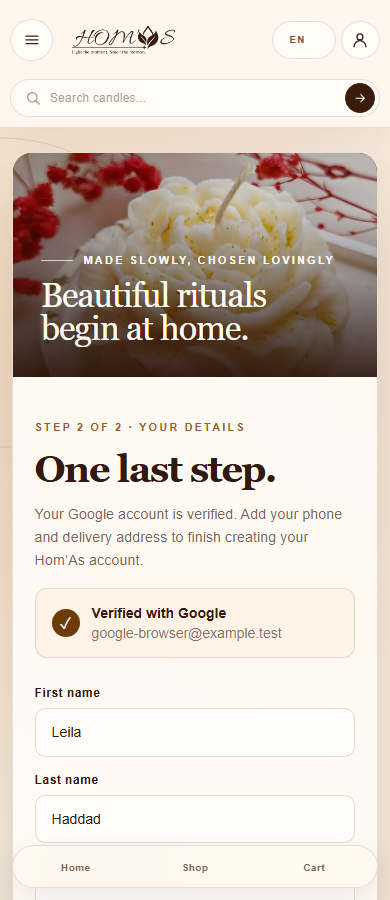 HOM'S
Light the moment. Smell the memory.
EN
Search candles...
MADE SLOWLY, CHOSEN LOVINGLY
Beautiful rituals
begin at home.
STEP 2 OF 2 · YOUR DETAILS
One last step.
Your Google account is verified. Add your phone
and delivery address to finish creating your
Hom'As account.
Verified with Google
google-browser@example.test
First name
Leila
Last name
Haddad
Home
Shop
Cart